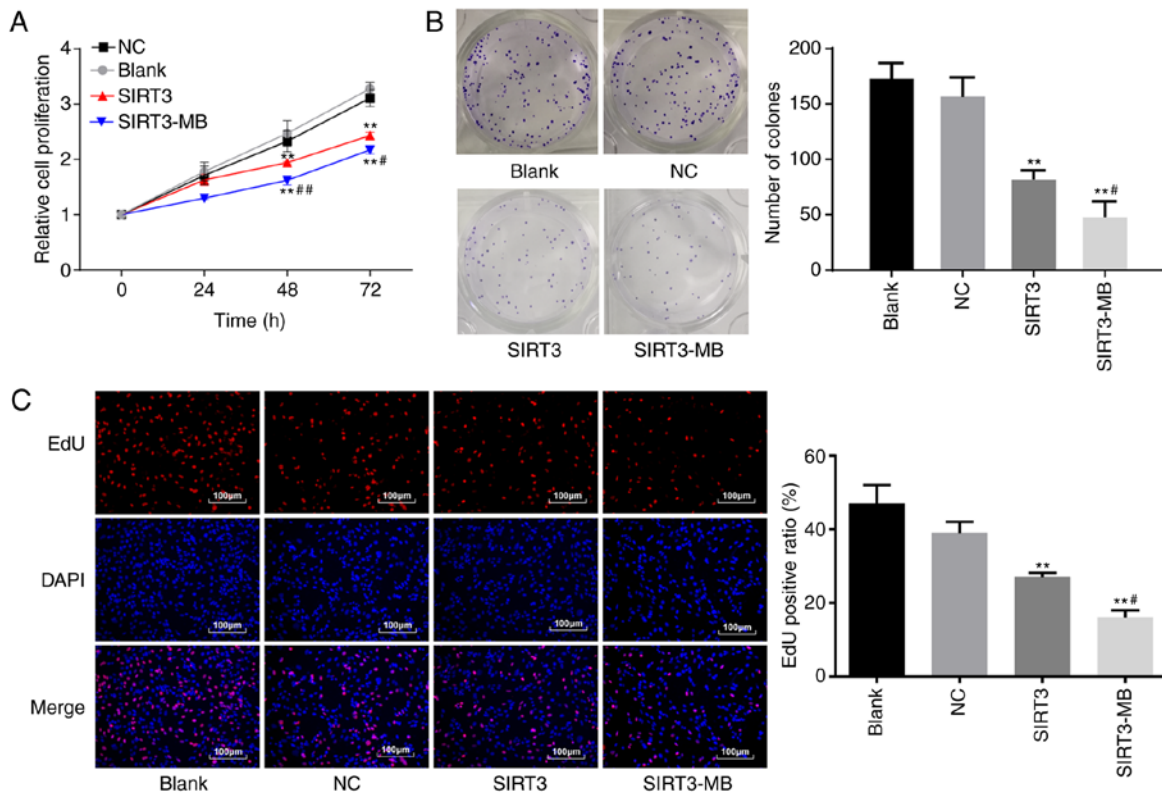 A
NC
Blank
SIRT3
SIRT3-MB
Relative cell proliferation
4
3
2
1
0
**
**
**##
**#
0 24 48 72
Time (h)
B
Blank NC
SIRT3 SIRT3-MB
Number of colones
200
150
100
50
0
**
**#
Blank
NC
SIRT3
SIRT3-MB
C
EdU
100μm 100μm 100μm 100μm
DAPI
100μm 100μm 100μm 100μm
Merge
100μm 100μm 100μm 100μm
Blank NC SIRT3 SIRT3-MB
EdU positive ratio (%)
60
40
20
0
**
**#
Blank
NC
SIRT3
SIRT3-MB